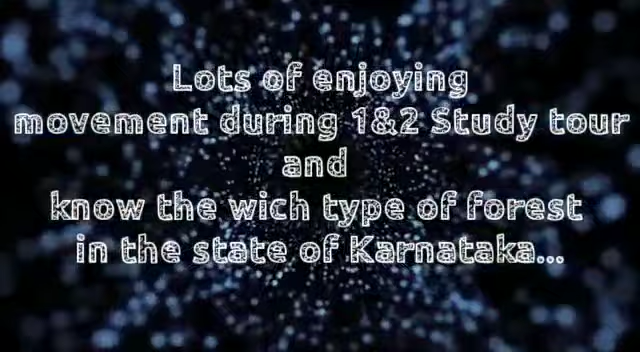 Lots of enjoying
movement during 1&2 Study tour
and
know the wich type of forest
in the state of Karnataka...